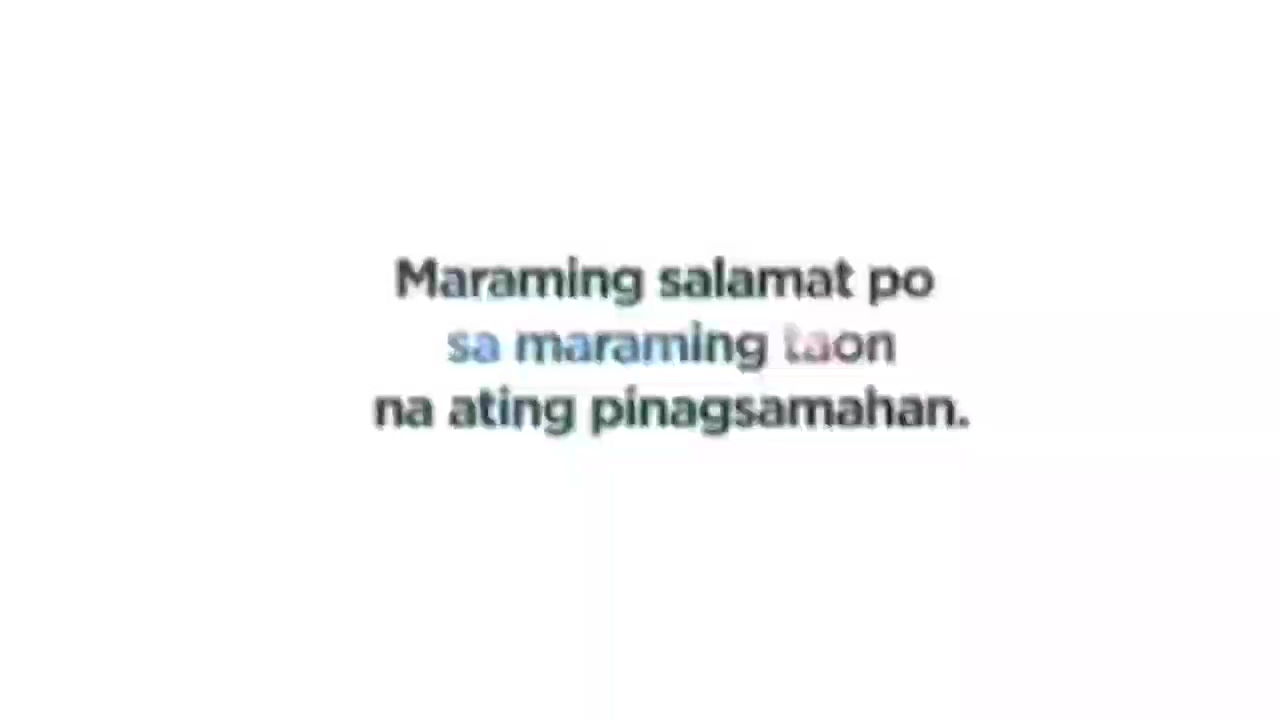 Maraming salamat po
sa maraming taon
na ating pinagsamahan.